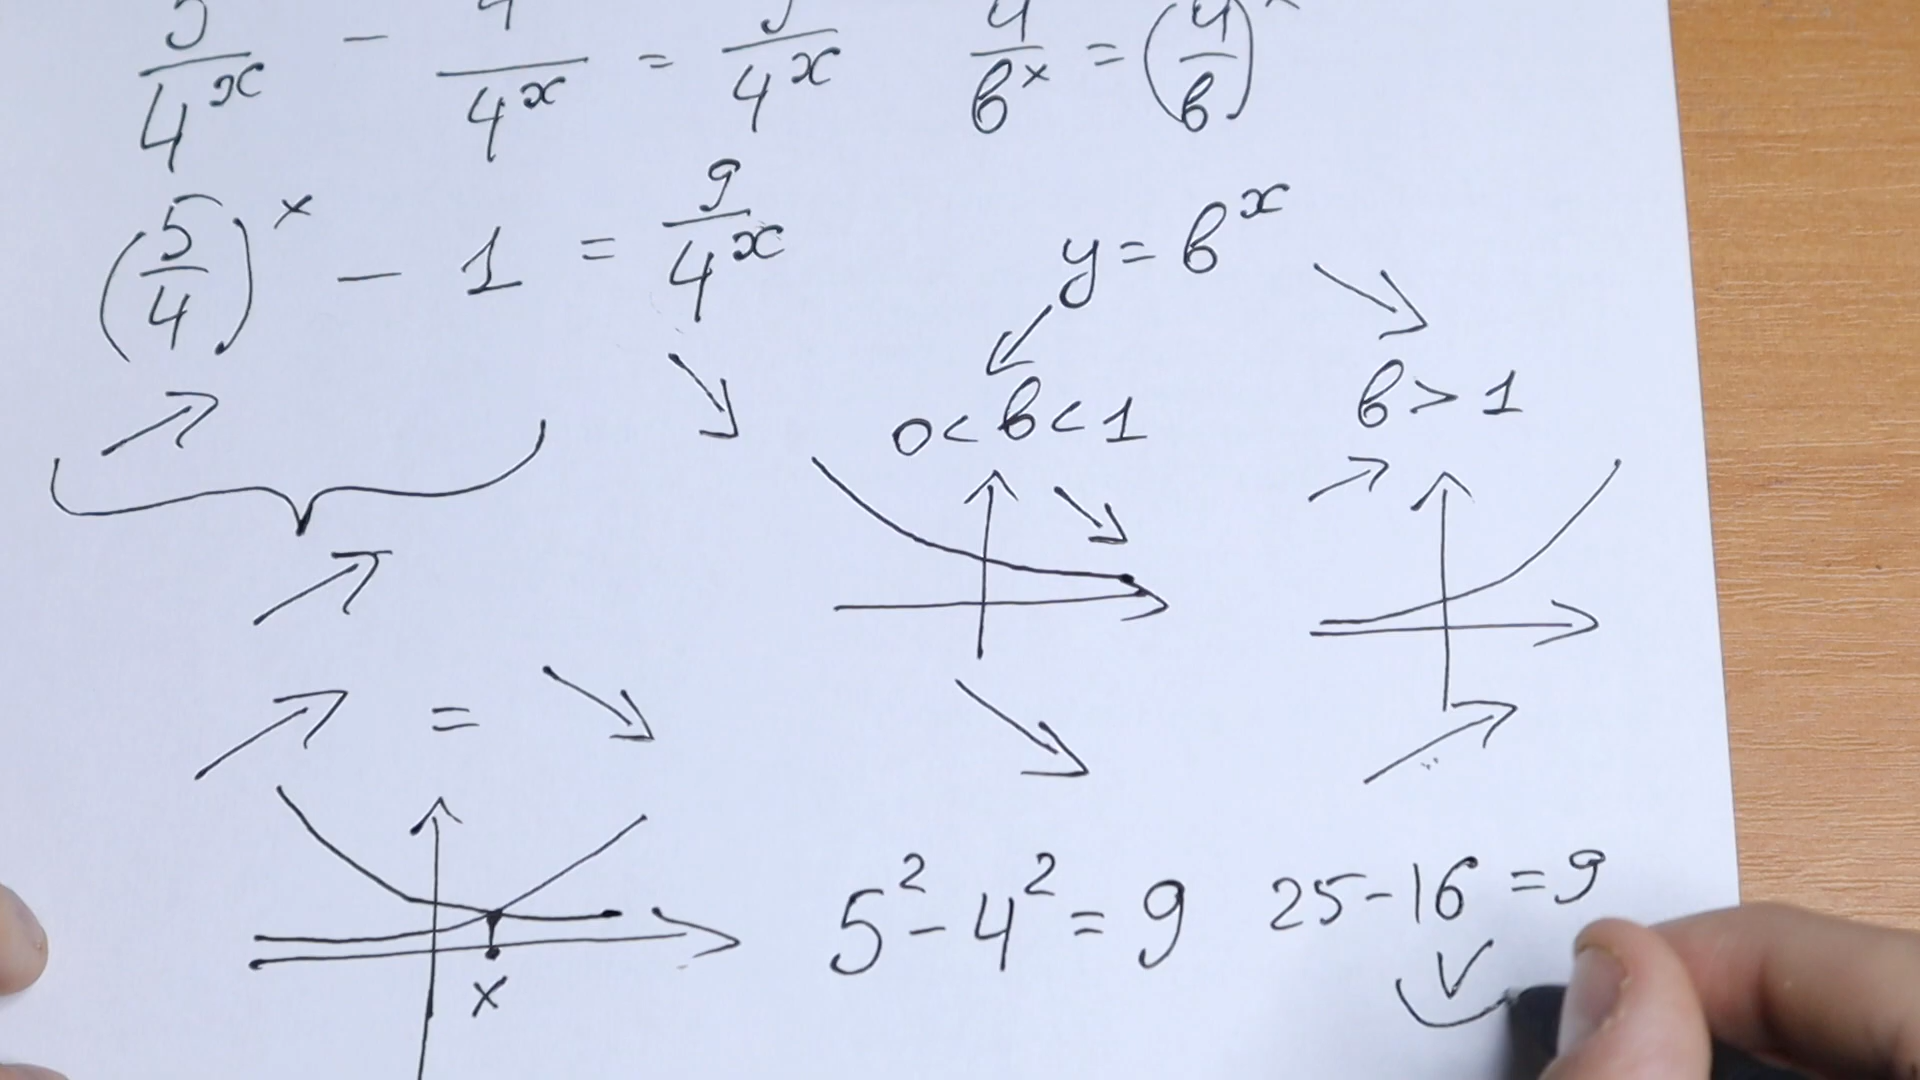 5/4^x - 4^x/4^x = 9/4^x    4^x/b^x = (4/b)^x
(5/4)^x - 1 = 9/4^x    y = b^x
0 < b < 1    b > 1
=
x    5² - 4² = 9    25 - 16 = 9